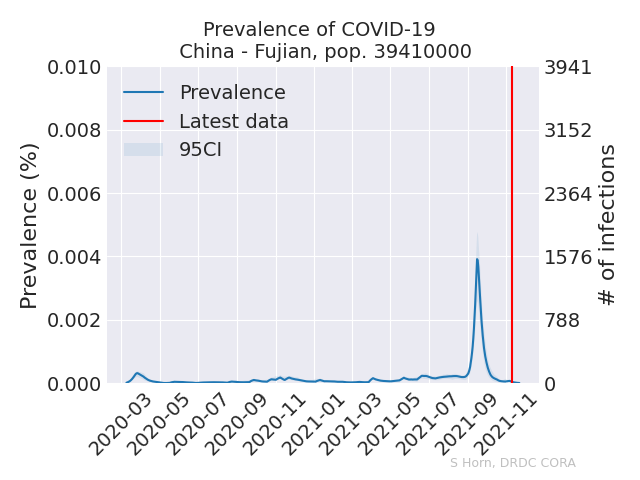 Prevalence of COVID-19
China - Fujian, pop. 39410000
Prevalence
Latest data
95CI
Prevalence (%)
0.010
0.008
0.006
0.004
0.002
0.000
3941
3152
2364
1576
788
0
# of infections
2020-03
2020-05
2020-07
2020-09
2020-11
2021-01
2021-03
2021-05
2021-07
2021-09
2021-11
S Horn, DRDC CORA